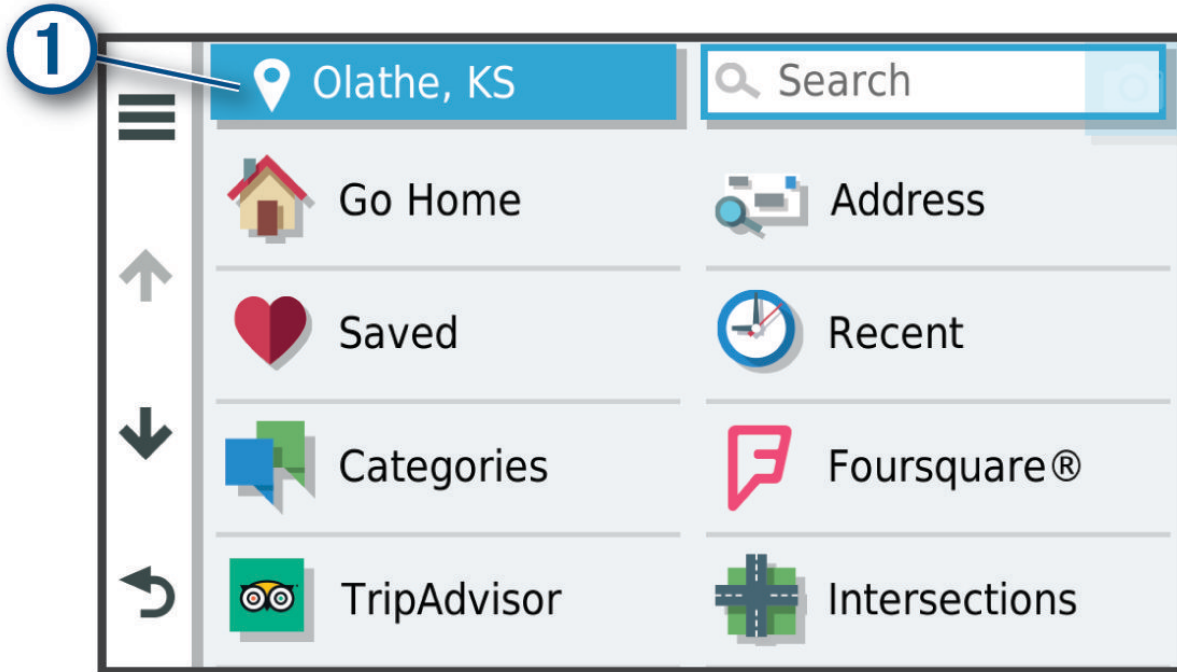 1
Olathe, KS
Search
Go Home
Address
Saved
Recent
Categories
Foursquare®
TripAdvisor
Intersections